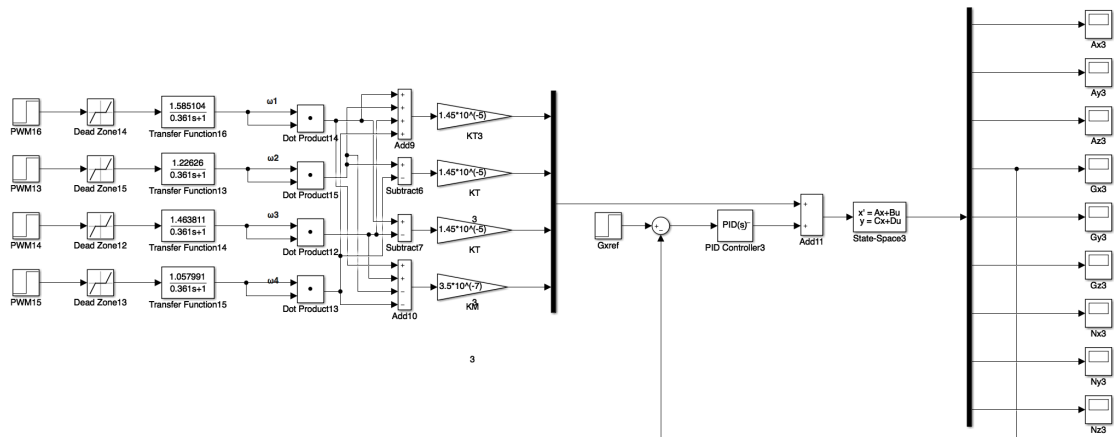 PWM16
Dead Zone14
1.585104
0.361s+1
Transfer Function16
ω1
Dot Product14
+
+
+
+
Add9
1.45*10^(-5)
KT3
PWM13
Dead Zone15
1.22626
0.361s+1
Transfer Function13
ω2
Dot Product15
+
−
Subtract6
1.45*10^(-5)
KT
3
PWM14
Dead Zone12
1.463811
0.361s+1
Transfer Function14
ω3
Dot Product12
+
−
Subtract7
1.45*10^(-5)
KT
3
PWM15
Dead Zone13
1.057991
0.361s+1
Transfer Function15
ω4
Dot Product13
+
+
−
−
Add10
3.5*10^(-7)
KM
3
Gxref
+
−
PID(s)
PID Controller3
+
+
Add11
x' = Ax+Bu
y = Cx+Du
State-Space3
Ax3
Ay3
Az3
Gx3
Gy3
Gz3
Nx3
Ny3
Nz3